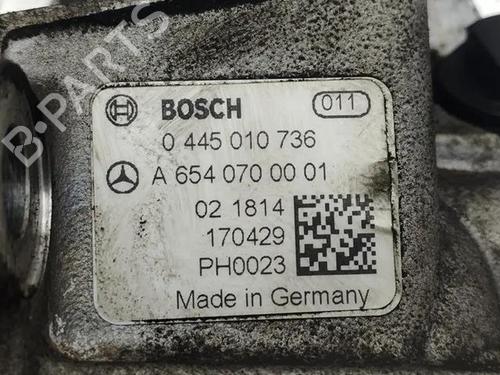 B-PARTS
BOSCH 011
0 445 010 736
A 654 070 00 01
02 1814
170429
PH0023
Made in Germany